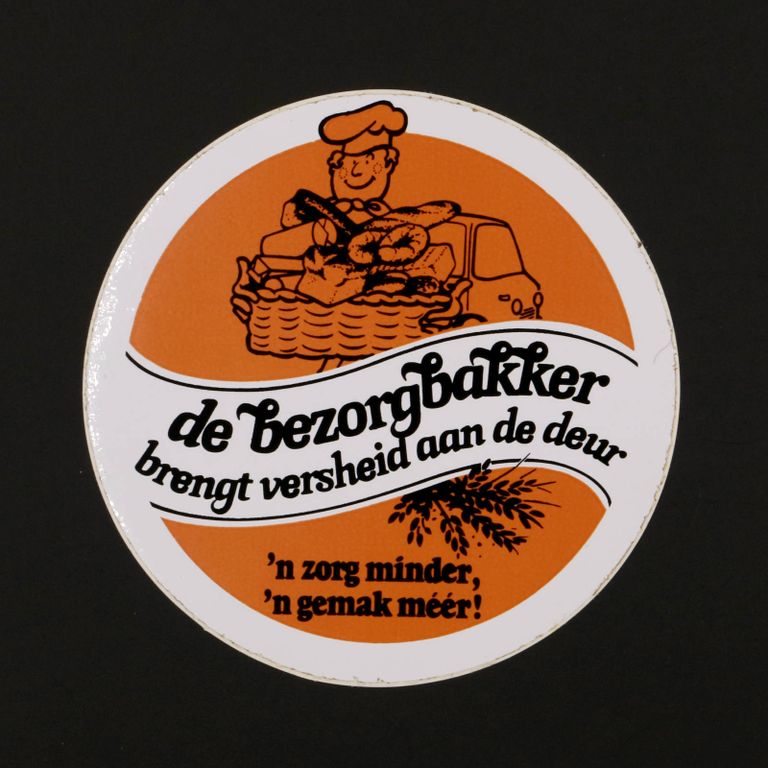 de bezorgbakker
brengt versheid aan de deur
'n zorg minder,
'n gemak méér!